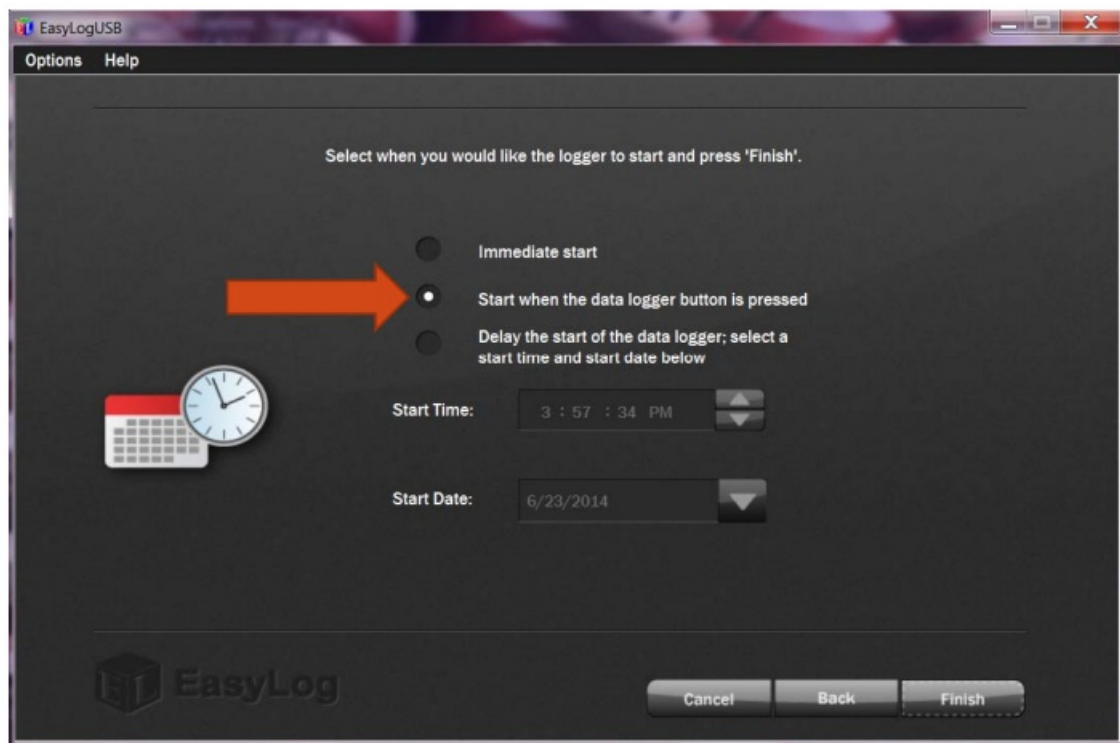 EasyLogUSB
Options Help
Select when you would like the logger to start and press 'Finish'.
Immediate start
Start when the data logger button is pressed
Delay the start of the data logger; select a
start time and start date below
Start Time: 3 : 57 : 34 PM
Start Date: 6/23/2014
EL EasyLog
Cancel Back Finish